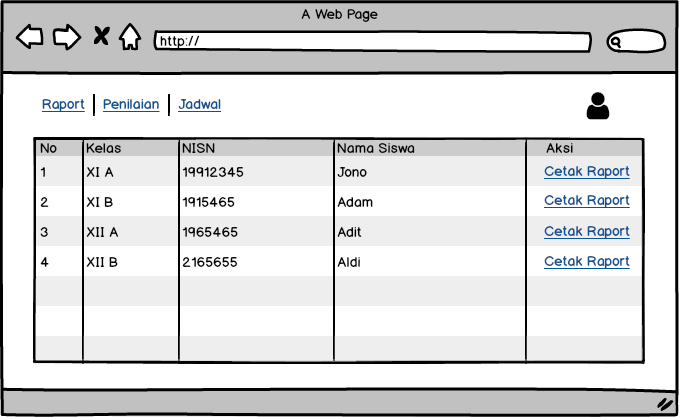 A Web Page
http://
Raport Penilaian Jadwal
No Kelas NISN Nama Siswa Aksi
1 XI A 19912345 Jono Cetak Raport
2 XI B 1915465 Adam Cetak Raport
3 XII A 1965465 Adit Cetak Raport
4 XII B 2165655 Aldi Cetak Raport